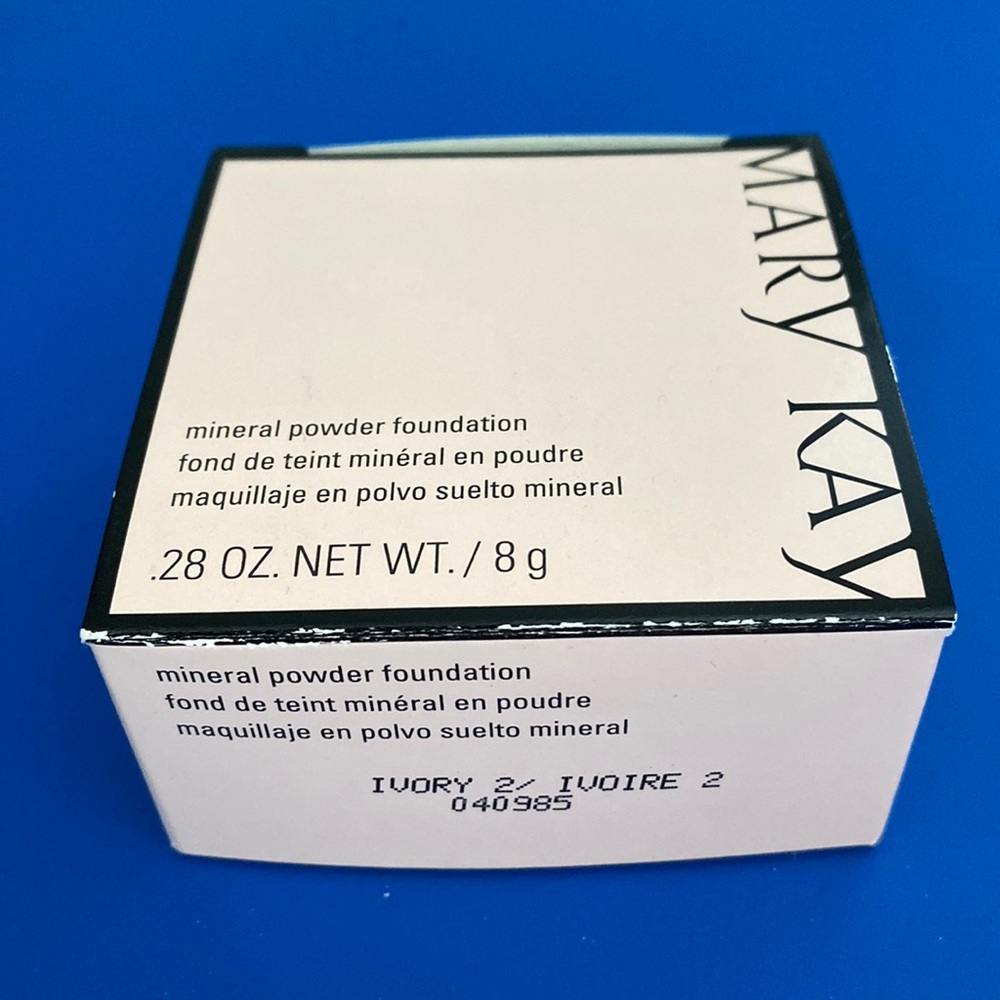 MARY KAY
mineral powder foundation
fond de teint minéral en poudre
maquillaje en polvo suelto mineral
.28 OZ. NET WT. / 8 g
mineral powder foundation
fond de teint minéral en poudre
maquillaje en polvo suelto mineral
IVORY 2/ IVOIRE 2
040985